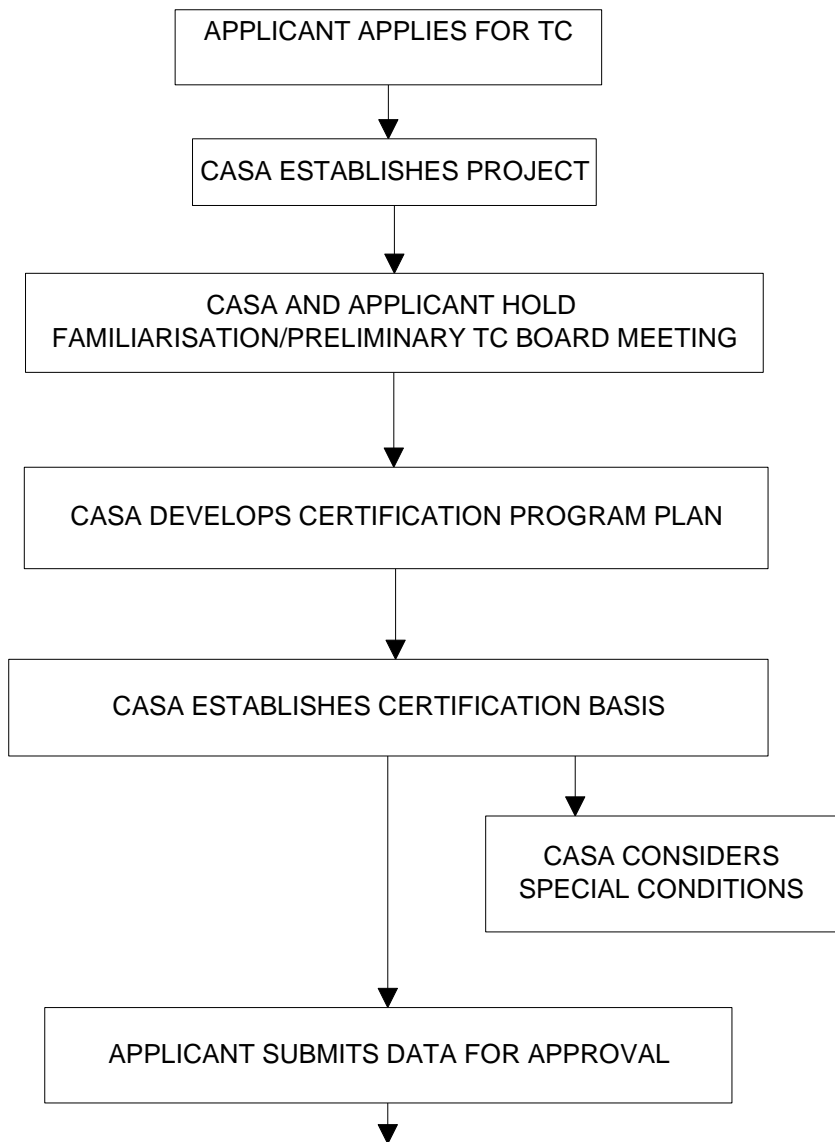 APPLICANT APPLIES FOR TC
CASA ESTABLISHES PROJECT
CASA AND APPLICANT HOLD
FAMILIARISATION/PRELIMINARY TC BOARD MEETING
CASA DEVELOPS CERTIFICATION PROGRAM PLAN
CASA ESTABLISHES CERTIFICATION BASIS
CASA CONSIDERS
SPECIAL CONDITIONS
APPLICANT SUBMITS DATA FOR APPROVAL